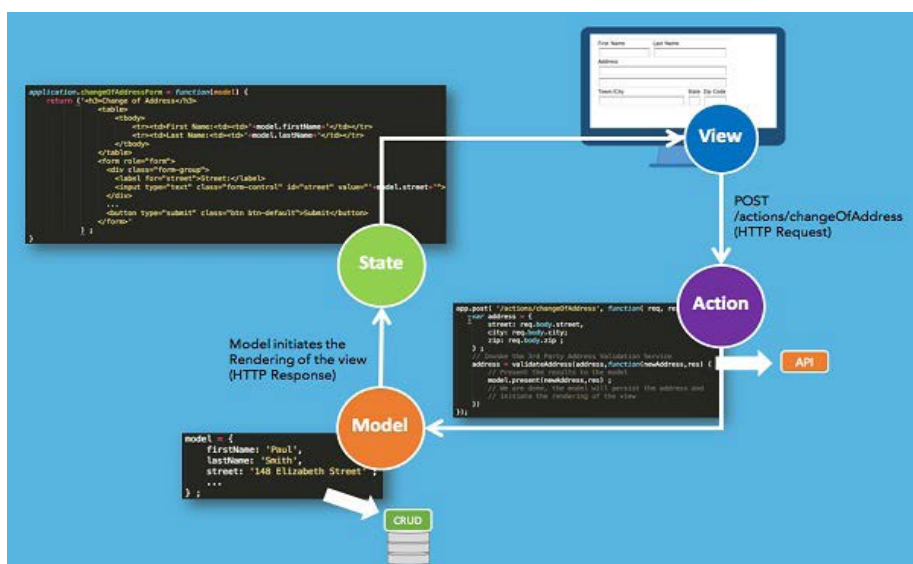 First Name Last Name
Address
Town/City State Zip Code
View
application.changeOfAddressForm = function(model) {
return ('<h3>Change of Address</h3>
<table>
<tbody>
<tr><td>First Name:<td><td>'+model.firstName+'</td></tr>
<tr><td>Last Name:<td><td>'+model.lastName+'</td></tr>
</tbody>
</table>
<form role="form">
<div class="form-group">
<label for="street">Street:</label>
<input type="text" class="form-control" id="street" value="'+model.street+'">
</div>
...
<button type="submit" class="btn btn-default">Submit</button>
</form>'
) ;
}
State
POST
/actions/changeOfAddress
(HTTP Request)
Action
app.post( '/actions/changeOfAddress', function( req, re
var address = {
street: req.body.street,
city: req.body.city;
zip: req.body.zip ;
} ;
// Invoke the 3rd Party Address Validation Service
address = validateAddress(address,function(newAddress,res) {
// Present the results to the model
model.present(newAddress,res) ;
// We are done, the model will persist the address and
// initiate the rendering of the view
})
});
API
Model initiates the
Rendering of the view
(HTTP Response)
Model
model = {
firstName: 'Paul',
lastName: 'Smith',
street: '148 Elizabeth Street' ;
...
} ;
CRUD